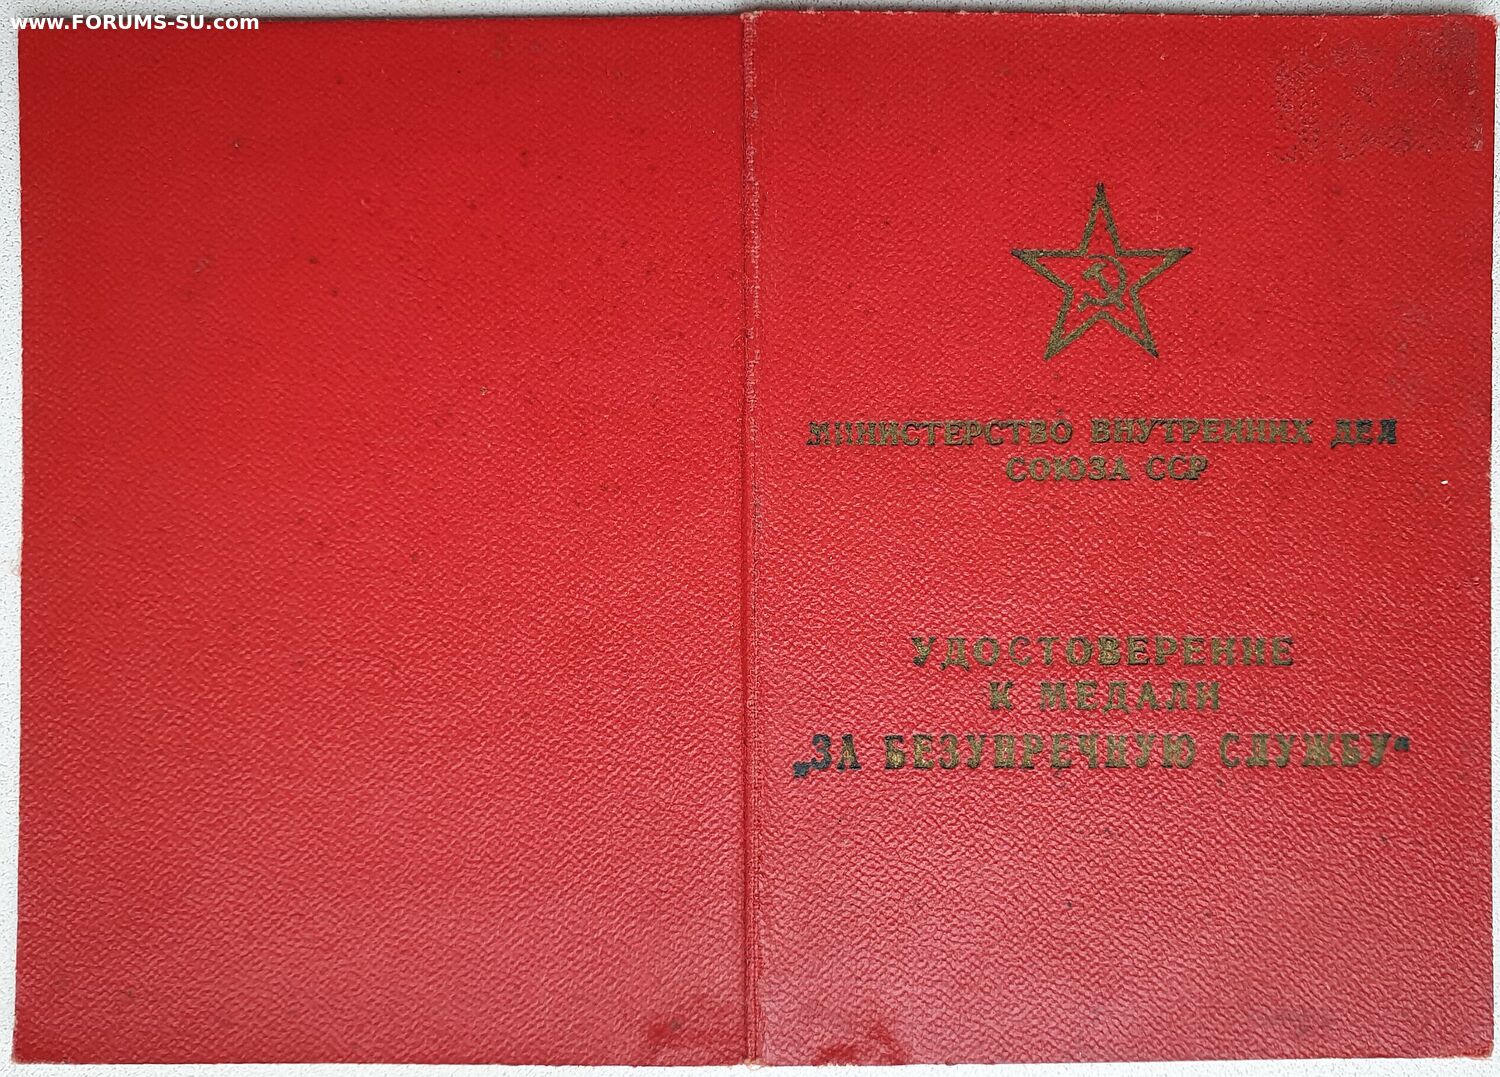 www.FORUMS-SU.com
МИНИСТЕРСТВО ВНУТРЕННИХ ДЕЛ
СОЮЗА ССР
УДОСТОВЕРЕНИЕ
К МЕДАЛИ
„ЗА БЕЗУПРЕЧНУЮ СЛУЖБУ“